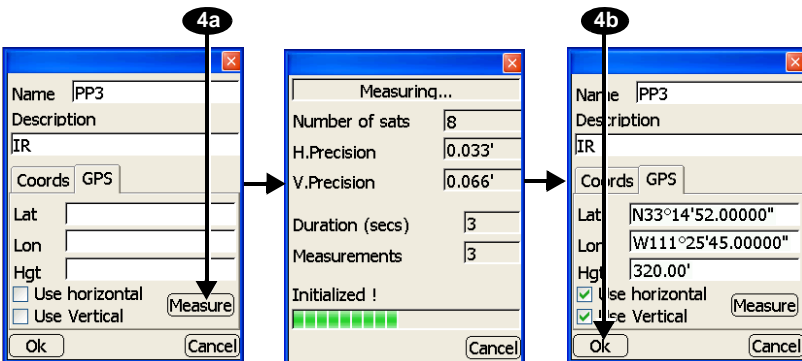 4a
Name PP3
Description
IR
Coords GPS
Lat
Lon
Hgt
Use horizontal
Use Vertical
Measure
Ok Cancel
Measuring...
Number of sats 8
H.Precision 0.033'
V.Precision 0.066'
Duration (secs) 3
Measurements 3
Initialized !
Cancel
4b
Name PP3
Description
IR
Coords GPS
Lat N33°14'52.00000"
Lon W111°25'45.00000"
Hgt 320.00'
Use horizontal
Use Vertical
Measure
Ok Cancel